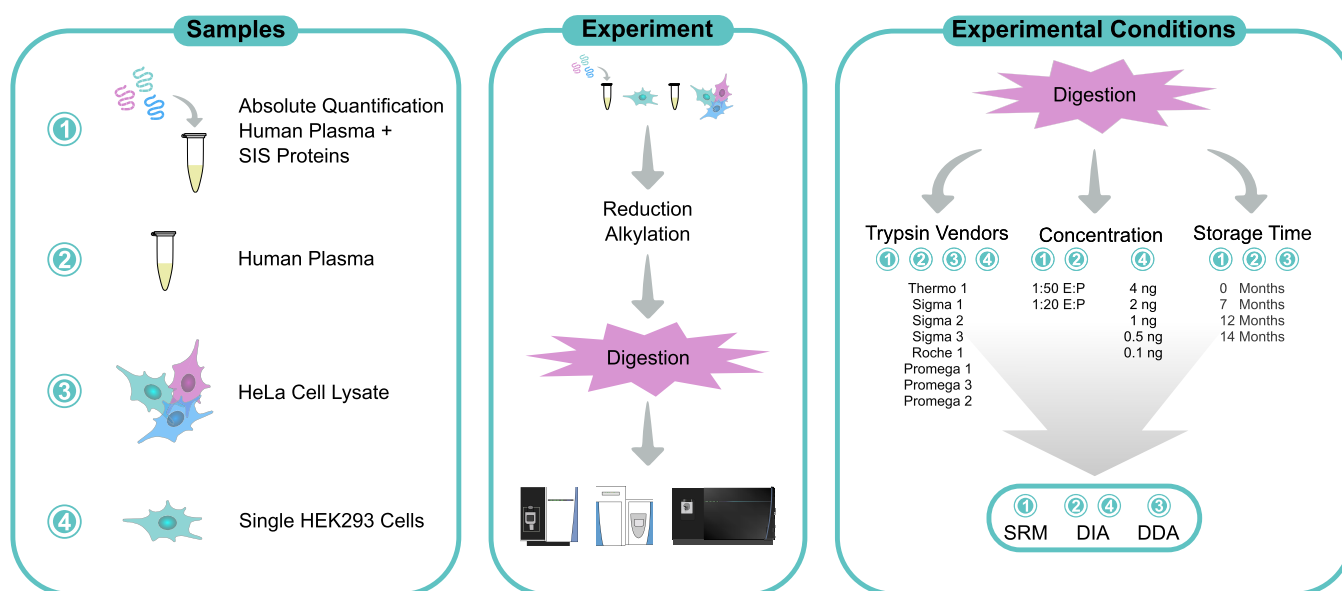 Samples
1
Absolute Quantification
Human Plasma +
SIS Proteins
2
Human Plasma
3
HeLa Cell Lysate
4
Single HEK293 Cells
Experiment
Reduction
Alkylation
Digestion
Experimental Conditions
Digestion
Trypsin Vendors
1 2 3 4
Thermo 1
Sigma 1
Sigma 2
Sigma 3
Roche 1
Promega 1
Promega 3
Promega 2
Concentration
1 2 4
1:50 E:P
1:20 E:P
4 ng
2 ng
1 ng
0.5 ng
0.1 ng
Storage Time
1 2 3
0 Months
7 Months
12 Months
14 Months
1 2 4 3
SRM DIA DDA